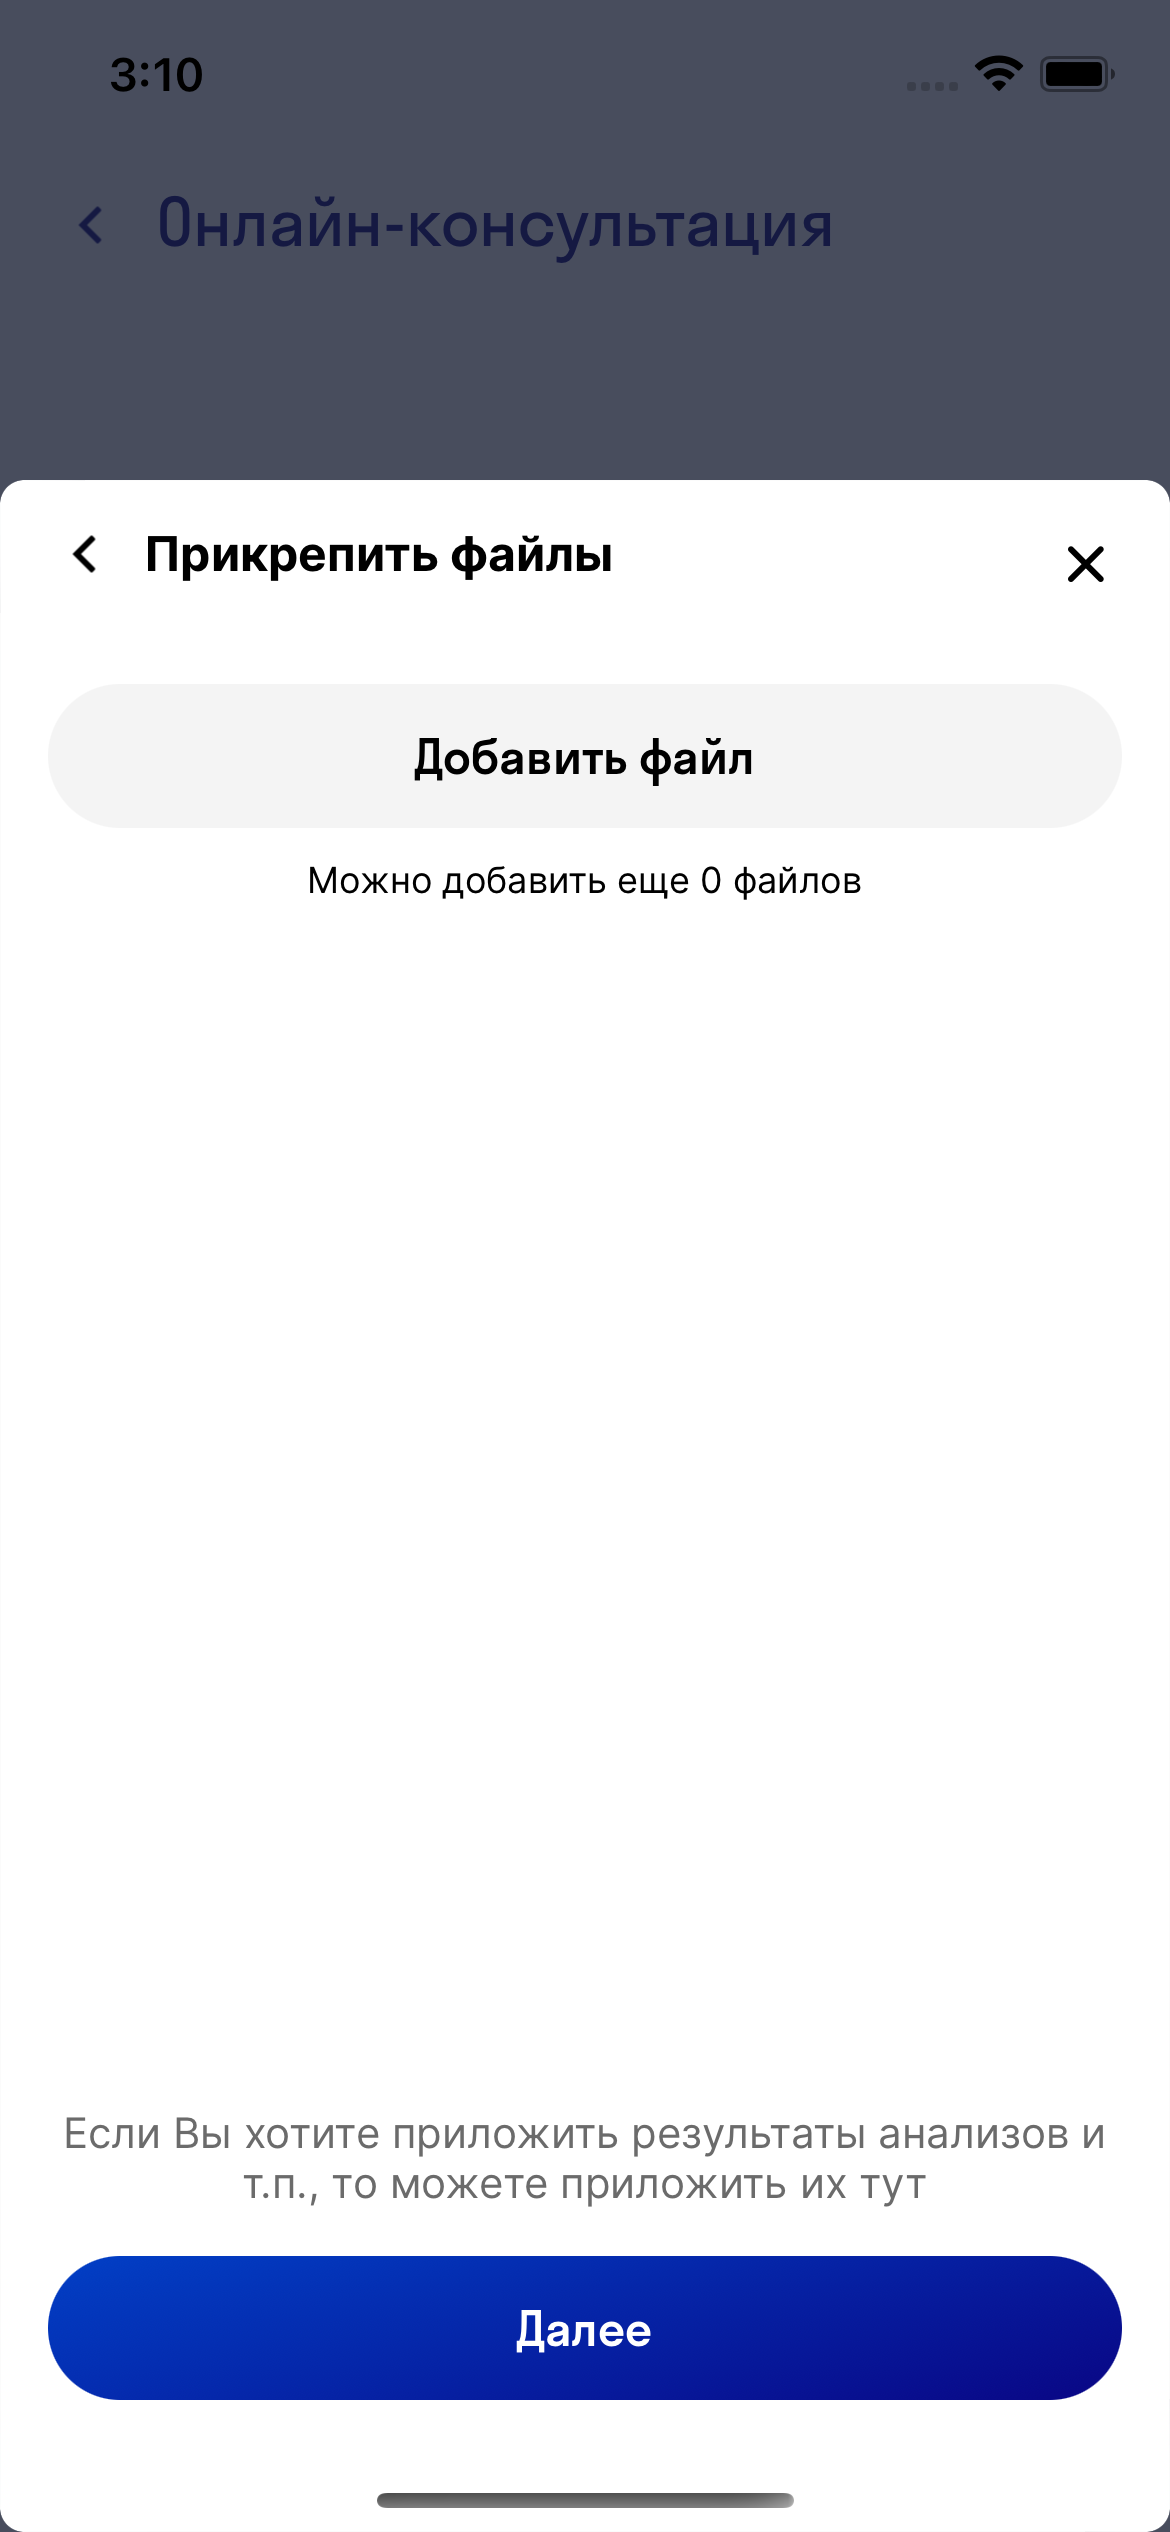 3:10
Онлайн-консультация
Прикрепить файлы
Добавить файл
Можно добавить еще 0 файлов
Если Вы хотите приложить результаты анализов и
т.п., то можете приложить их тут
Далее